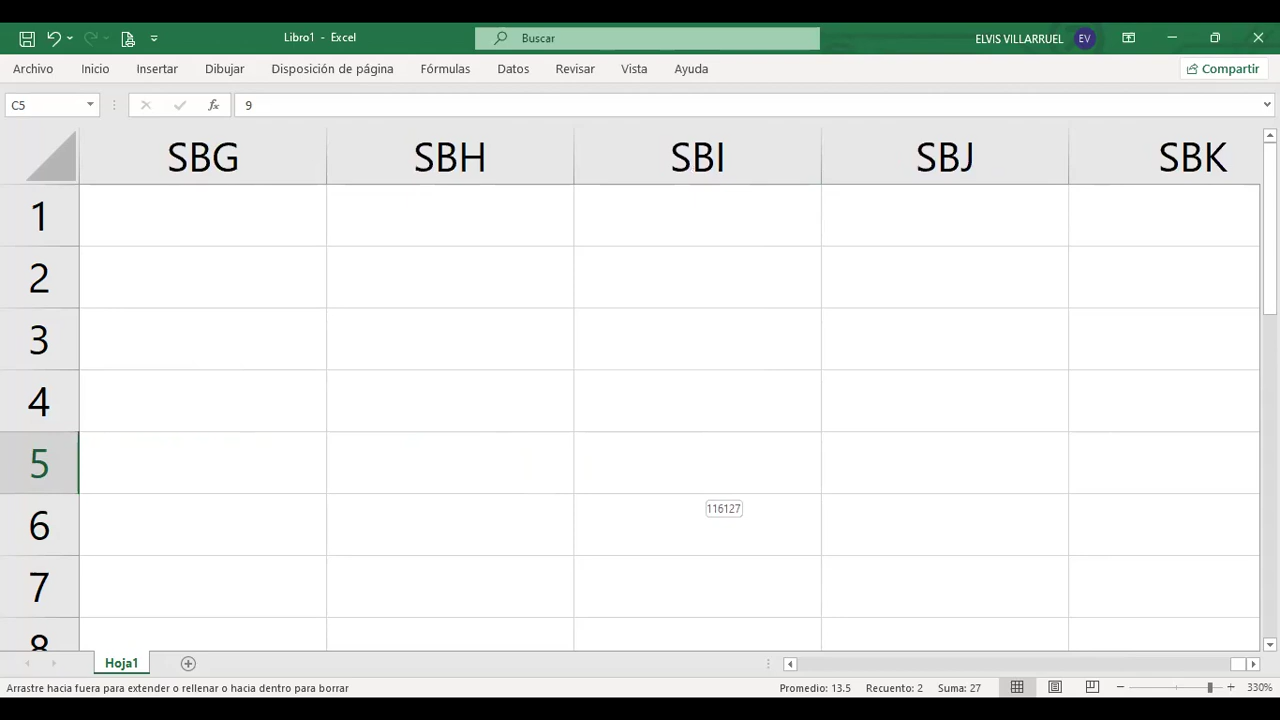 Libro1 - Excel
Buscar
ELVIS VILLARRUEL
EV
Archivo Inicio Insertar Dibujar Disposición de página Fórmulas Datos Revisar Vista Ayuda
Compartir
C5 fx 9
SBG SBH SBI SBJ SBK
1
2
3
4
5
6
116127
7
8
Hoja1
Arrastre hacia fuera para extender o rellenar o hacia dentro para borrar
Promedio: 13.5 Recuento: 2 Suma: 27
330%